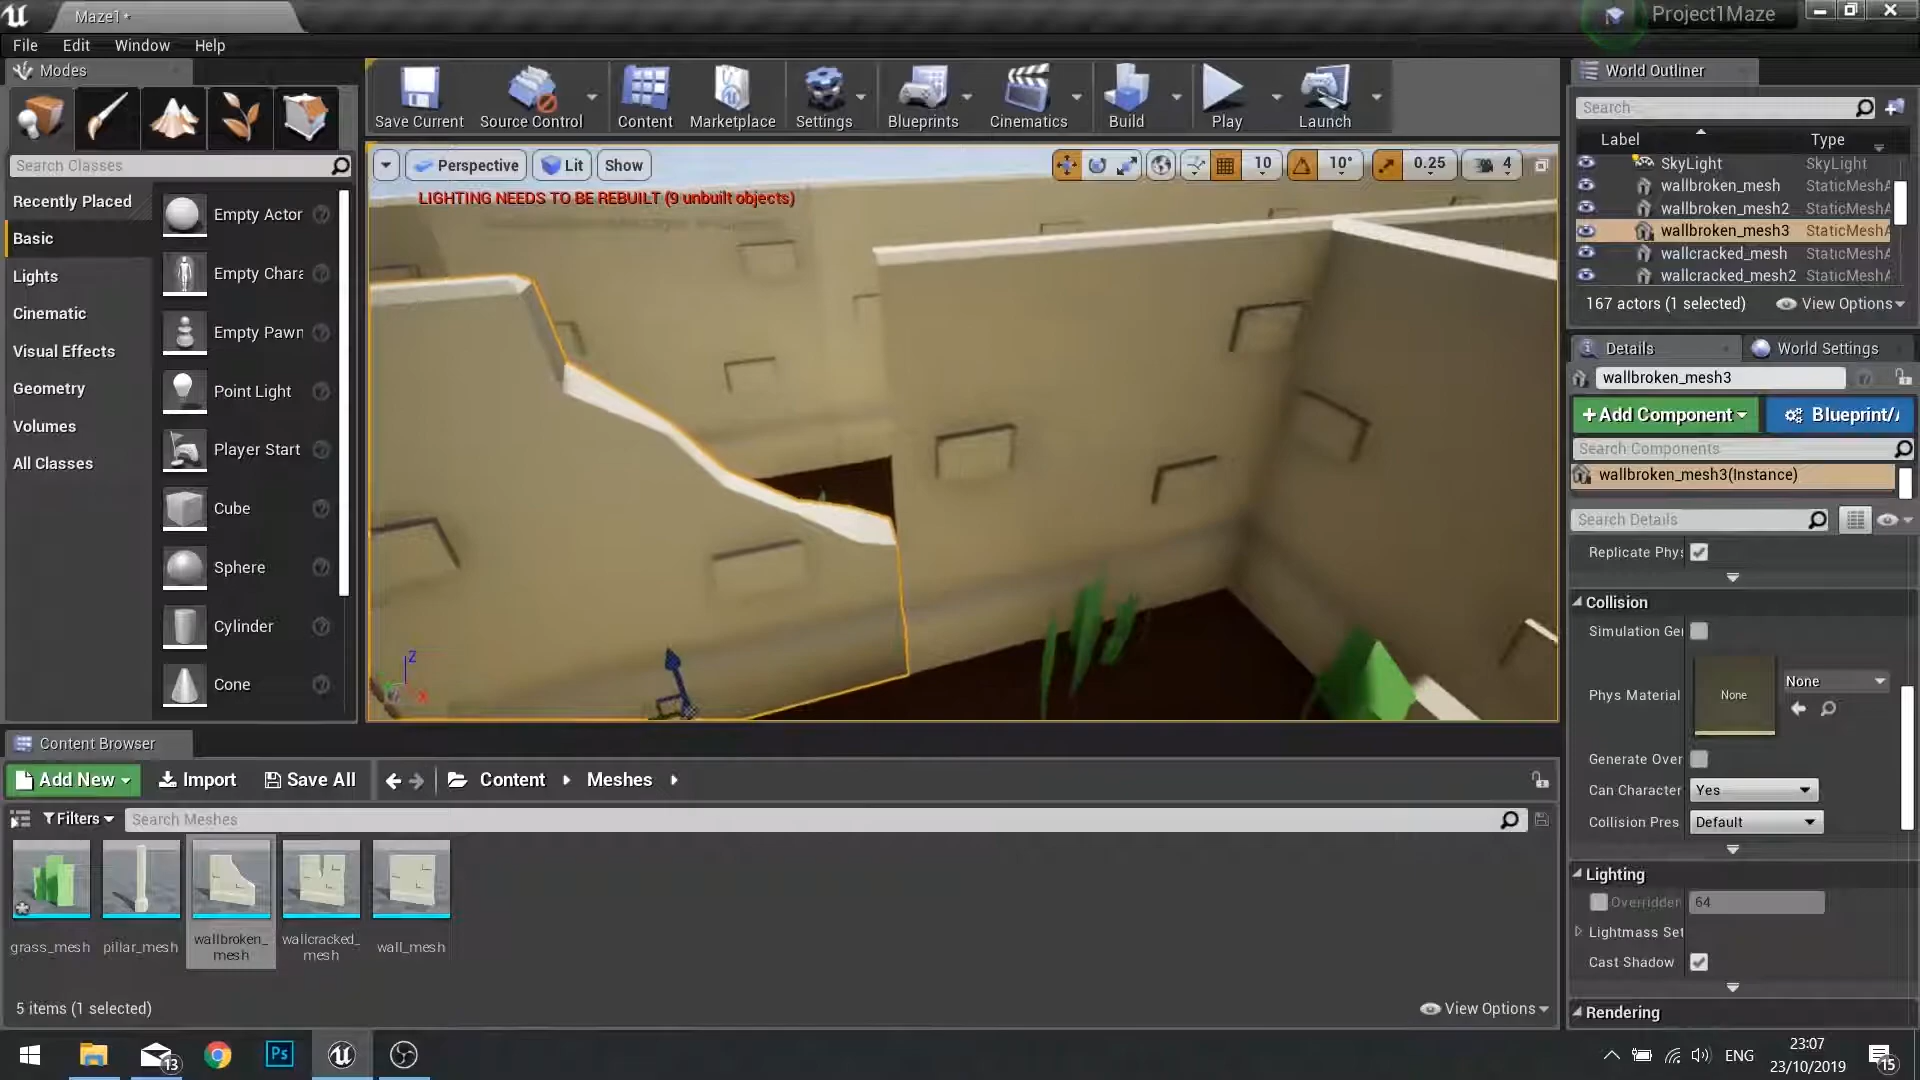 Maze1*
Project1Maze
File Edit Window Help
Modes
Search Classes
Recently Placed
Basic
Lights
Cinematic
Visual Effects
Geometry
Volumes
All Classes
Empty Actor
Empty Chara
Empty Pawn
Point Light
Player Start
Cube
Sphere
Cylinder
Cone
Save Current
Source Control
Content
Marketplace
Settings
Blueprints
Cinematics
Build
Play
Launch
Perspective
Lit
Show
10
10°
0.25
4
LIGHTING NEEDS TO BE REBUILT (9 unbuilt objects)
Z
X
World Outliner
Search
Label Type
SkyLight SkyLight
wallbroken_mesh StaticMeshA
wallbroken_mesh2 StaticMeshA
wallbroken_mesh3 StaticMeshA
wallcracked_mesh StaticMeshA
wallcracked_mesh2 StaticMeshA
167 actors (1 selected) View Options
Details
World Settings
wallbroken_mesh3
+Add Component
Blueprint/
Search Components
wallbroken_mesh3(Instance)
Search Details
Replicate Phys
Collision
Simulation Ge
Phys Material
None
None
Generate Over
Can Character Yes
Collision Pres Default
Lighting
Overridden 64
Lightmass Set
Cast Shadow
Rendering
Content Browser
Add New
Import
Save All
Content
Meshes
Filters
Search Meshes
grass_mesh
pillar_mesh
wallbroken_
mesh
wallcracked_
mesh
wall_mesh
5 items (1 selected)
View Options
13
Ps
ENG
23:07
23/10/2019
15